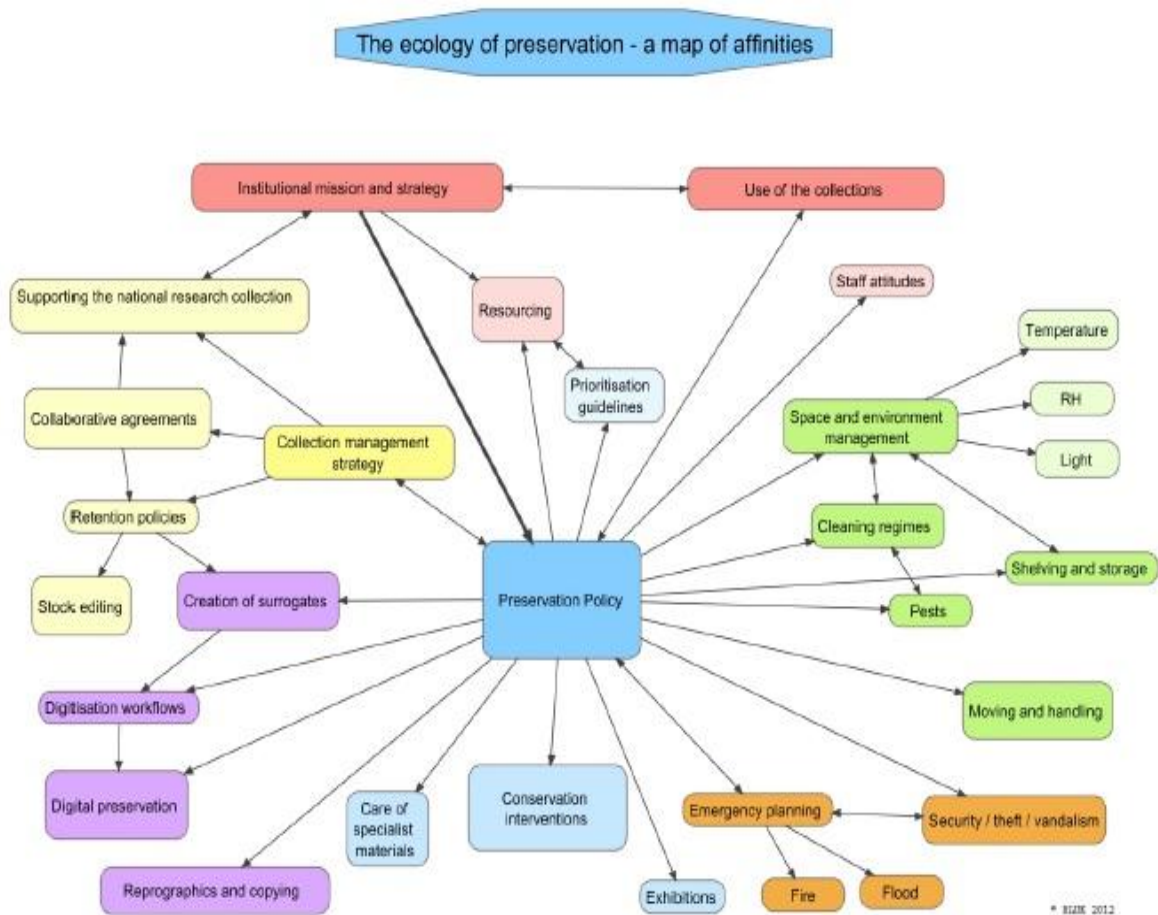 The ecology of preservation - a map of affinities
Institutional mission and strategy
Use of the collections
Supporting the national research collection
Resourcing
Staff attitudes
Temperature
Prioritisation
guidelines
RH
Collaborative agreements
Collection management
strategy
Space and environment
management
Light
Retention policies
Cleaning regimes
Shelving and storage
Stock editing
Creation of surrogates
Preservation Policy
Pests
Digitisation workflows
Moving and handling
Digital preservation
Care of
specialist
materials
Conservation
interventions
Emergency planning
Security / theft / vandalism
Reprographics and copying
Exhibitions
Fire
Flood
2012